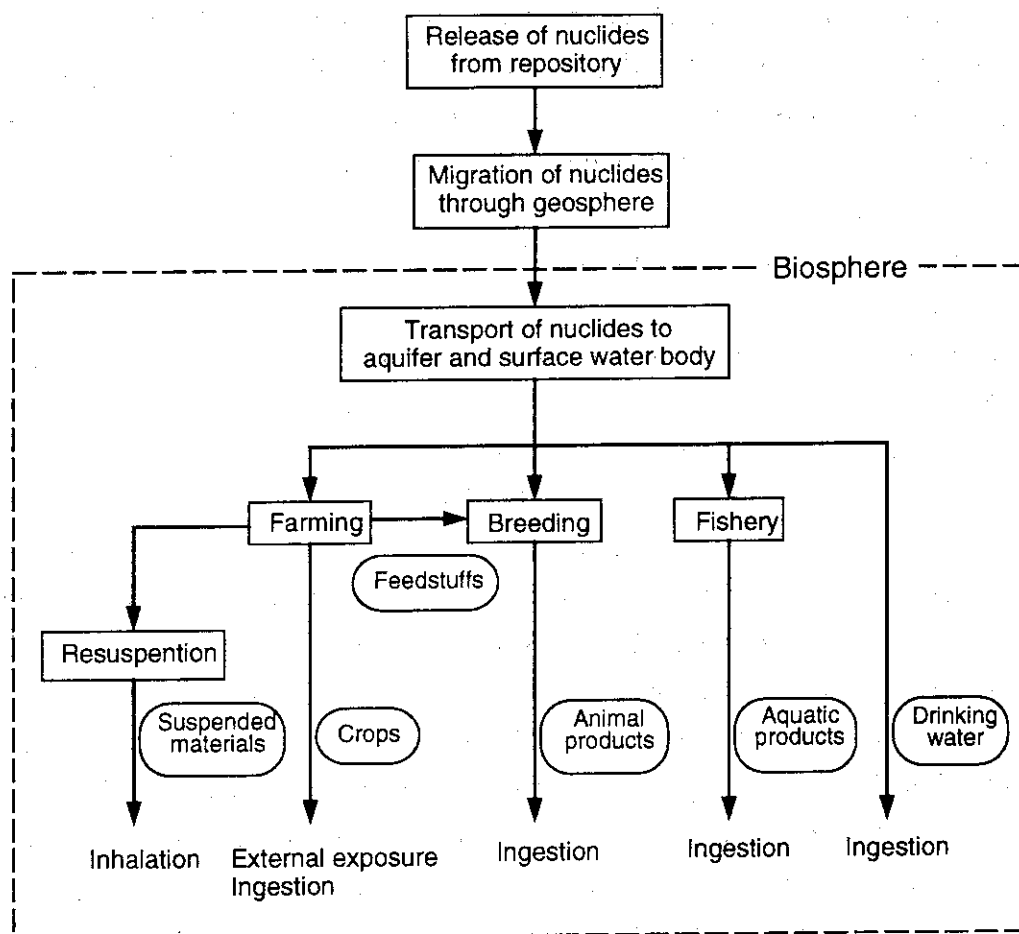 Release of nuclides
from repository
Migration of nuclides
through geosphere
Biosphere
Transport of nuclides to
aquifer and surface water body
Farming
Breeding
Fishery
Feedstuffs
Resuspention
Suspended
materials
Crops
Animal
products
Aquatic
products
Drinking
water
Inhalation
External exposure
Ingestion
Ingestion
Ingestion
Ingestion